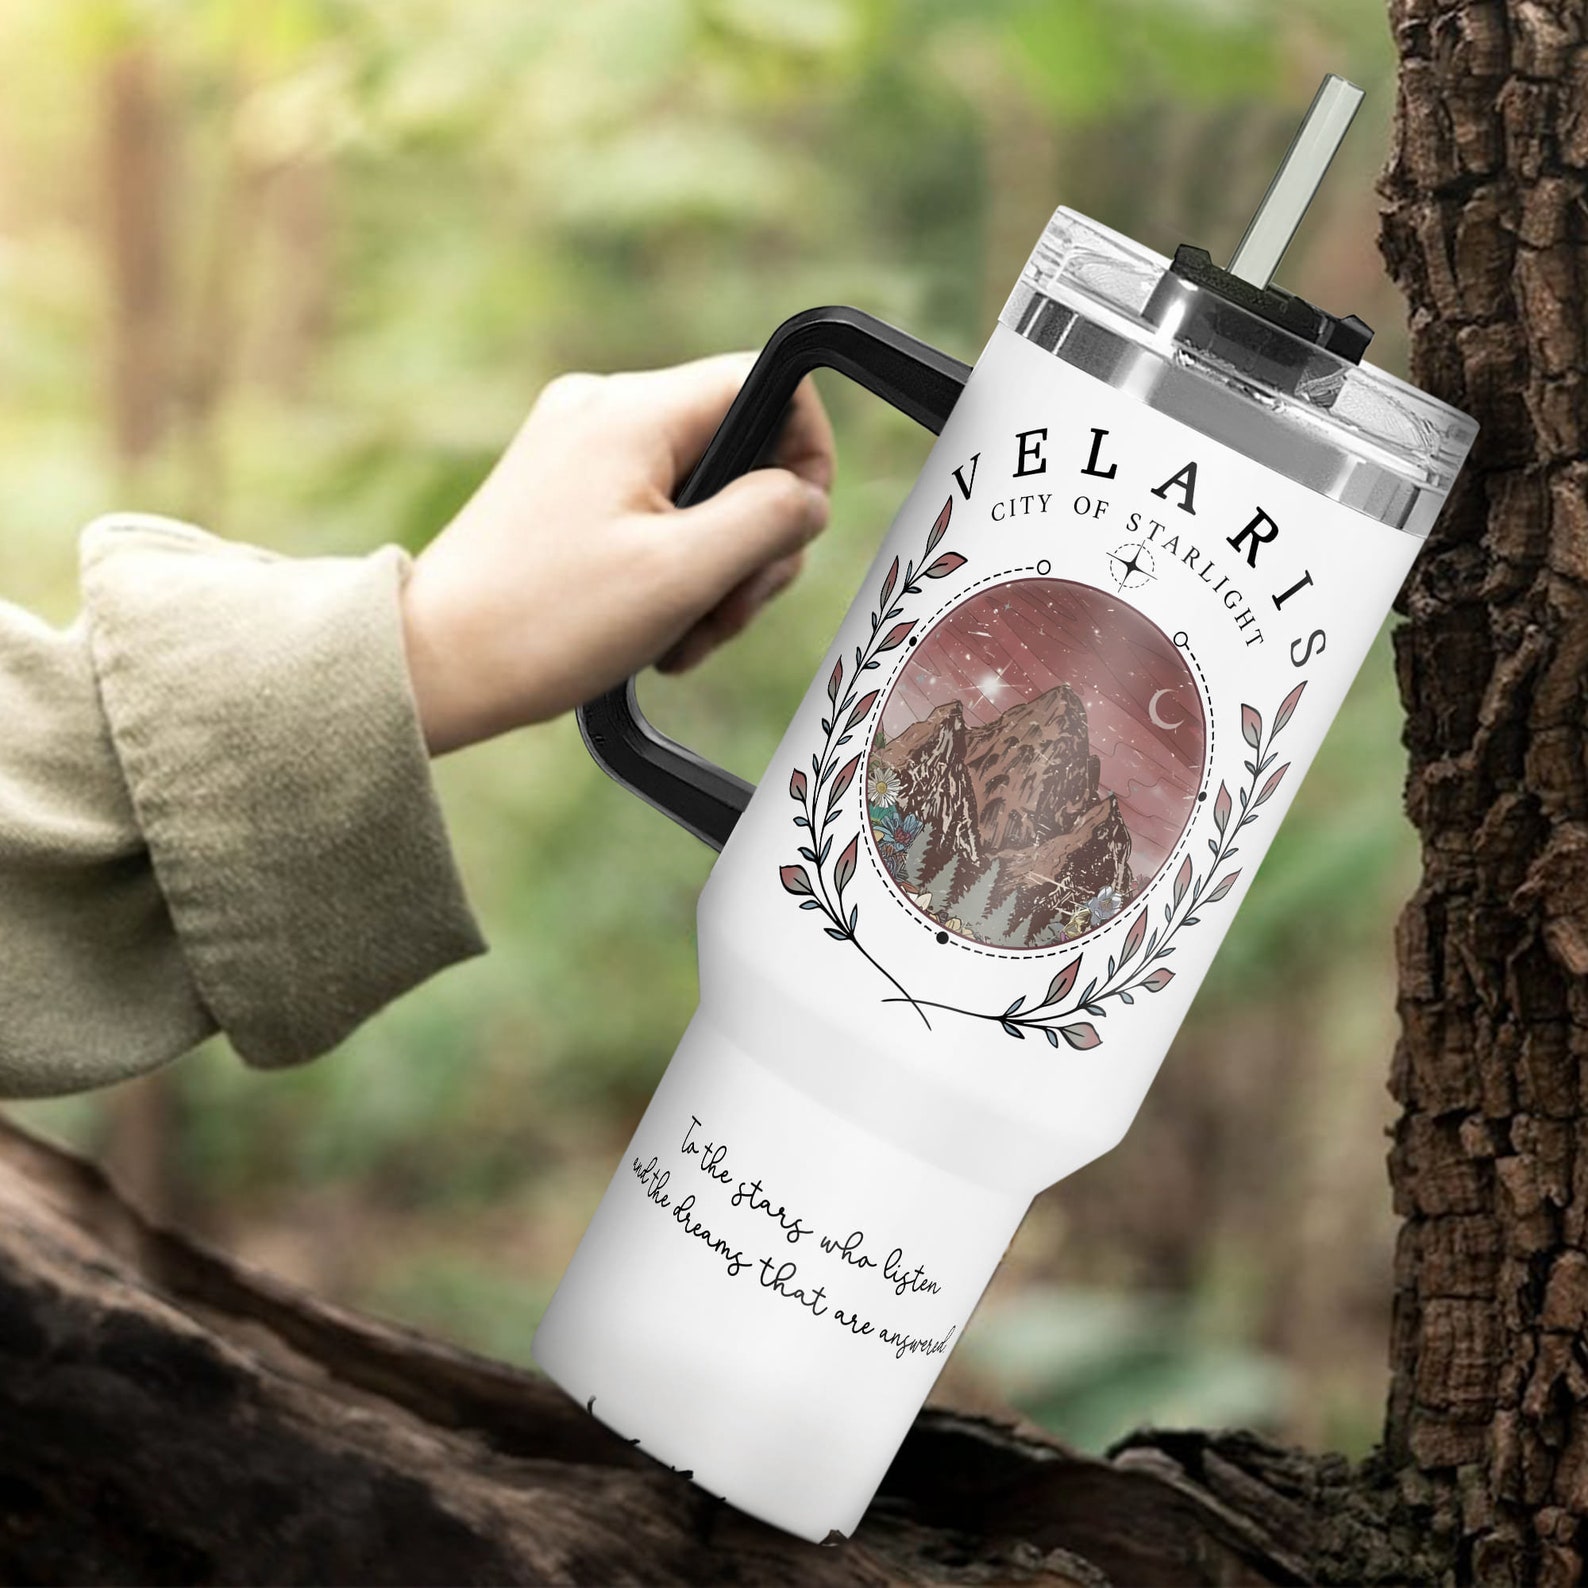 VELARIS
CITY OF STARLIGHT
To the stars who listen
and the dreams that are answered.